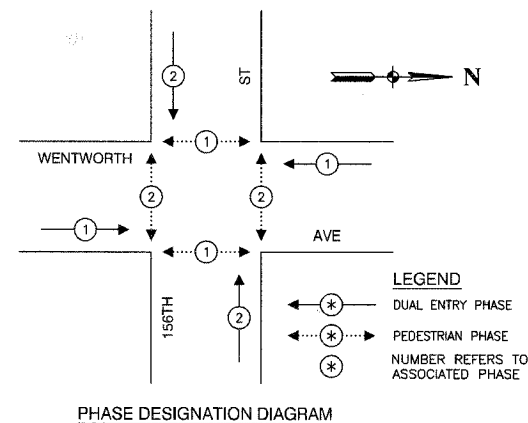 2
ST
N
1
WENTWORTH
1
2
2
1
AVE
1
156TH
2
LEGEND
* DUAL ENTRY PHASE
* PEDESTRIAN PHASE
* NUMBER REFERS TO
ASSOCIATED PHASE
PHASE DESIGNATION DIAGRAM